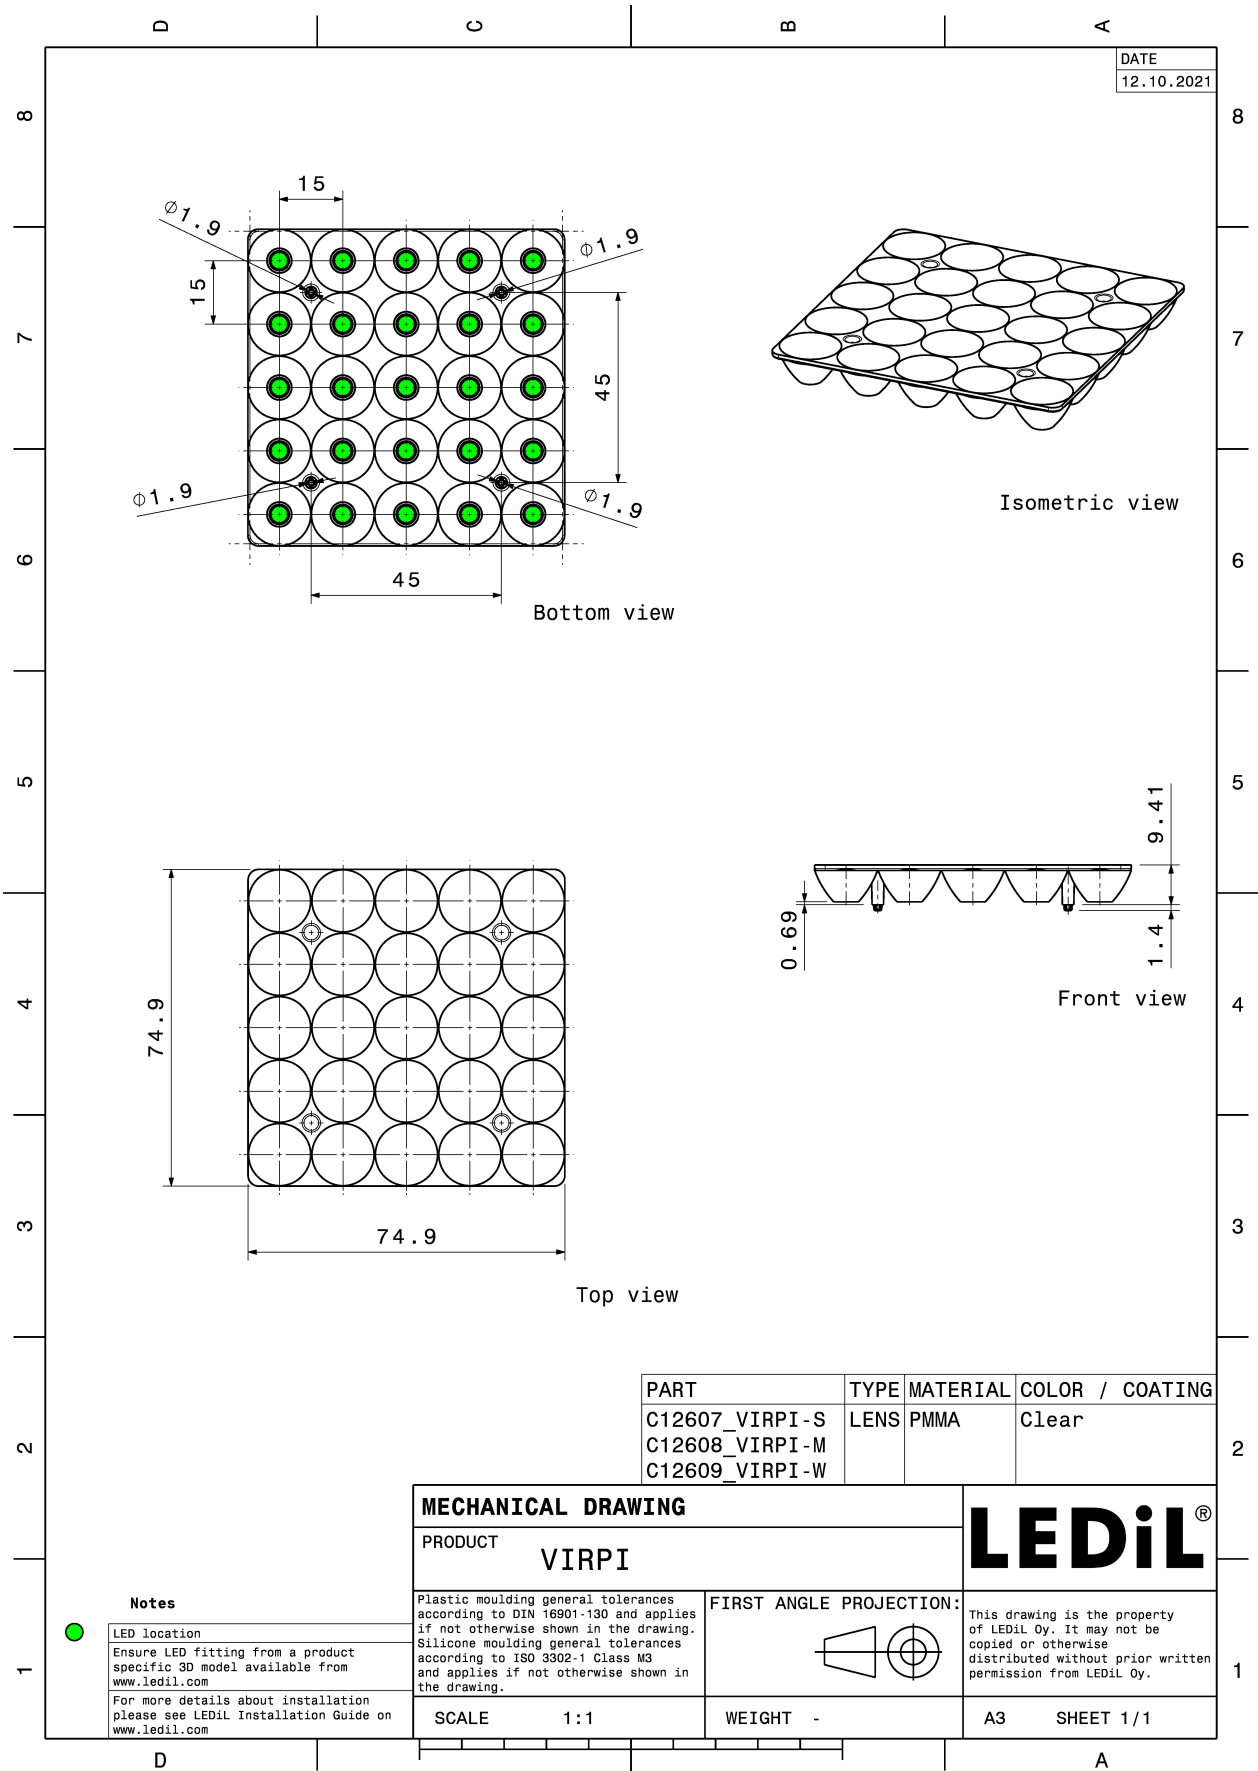 D C B A
DATE
12.10.2021
8 8
15
⌀1.9
⌀1.9
15
7 7
45
⌀1.9
⌀1.9
Isometric view
6 6
45
Bottom view
5 5
9.41
0.69
1.4
Front view
4 4
74.9
3 3
74.9
Top view
PART TYPE MATERIAL COLOR / COATING
C12607_VIRPI-S LENS PMMA Clear
C12608_VIRPI-M
C12609_VIRPI-W
2 2
MECHANICAL DRAWING
PRODUCT
VIRPI
LEDiL®
Notes
LED location
Ensure LED fitting from a product
specific 3D model available from
www.ledil.com
For more details about installation
please see LEDiL Installation Guide on
www.ledil.com
Plastic moulding general tolerances
according to DIN 16901-130 and applies
if not otherwise shown in the drawing.
Silicone moulding general tolerances
according to ISO 3302-1 Class M3
and applies if not otherwise shown in
the drawing.
FIRST ANGLE PROJECTION:
This drawing is the property
of LEDiL Oy. It may not be
copied or otherwise
distributed without prior written
permission from LEDiL Oy.
1 1
SCALE 1:1 WEIGHT - A3 SHEET 1/1
D A